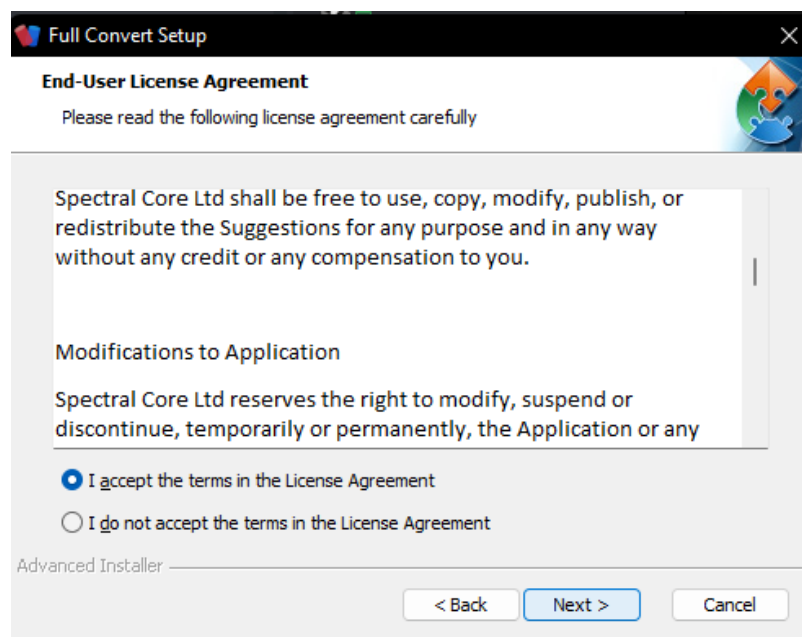 Full Convert Setup
End-User License Agreement
Please read the following license agreement carefully
Spectral Core Ltd shall be free to use, copy, modify, publish, or
redistribute the Suggestions for any purpose and in any way
without any credit or any compensation to you.
Modifications to Application
Spectral Core Ltd reserves the right to modify, suspend or
discontinue, temporarily or permanently, the Application or any
I accept the terms in the License Agreement
I do not accept the terms in the License Agreement
Advanced Installer
< Back Next > Cancel